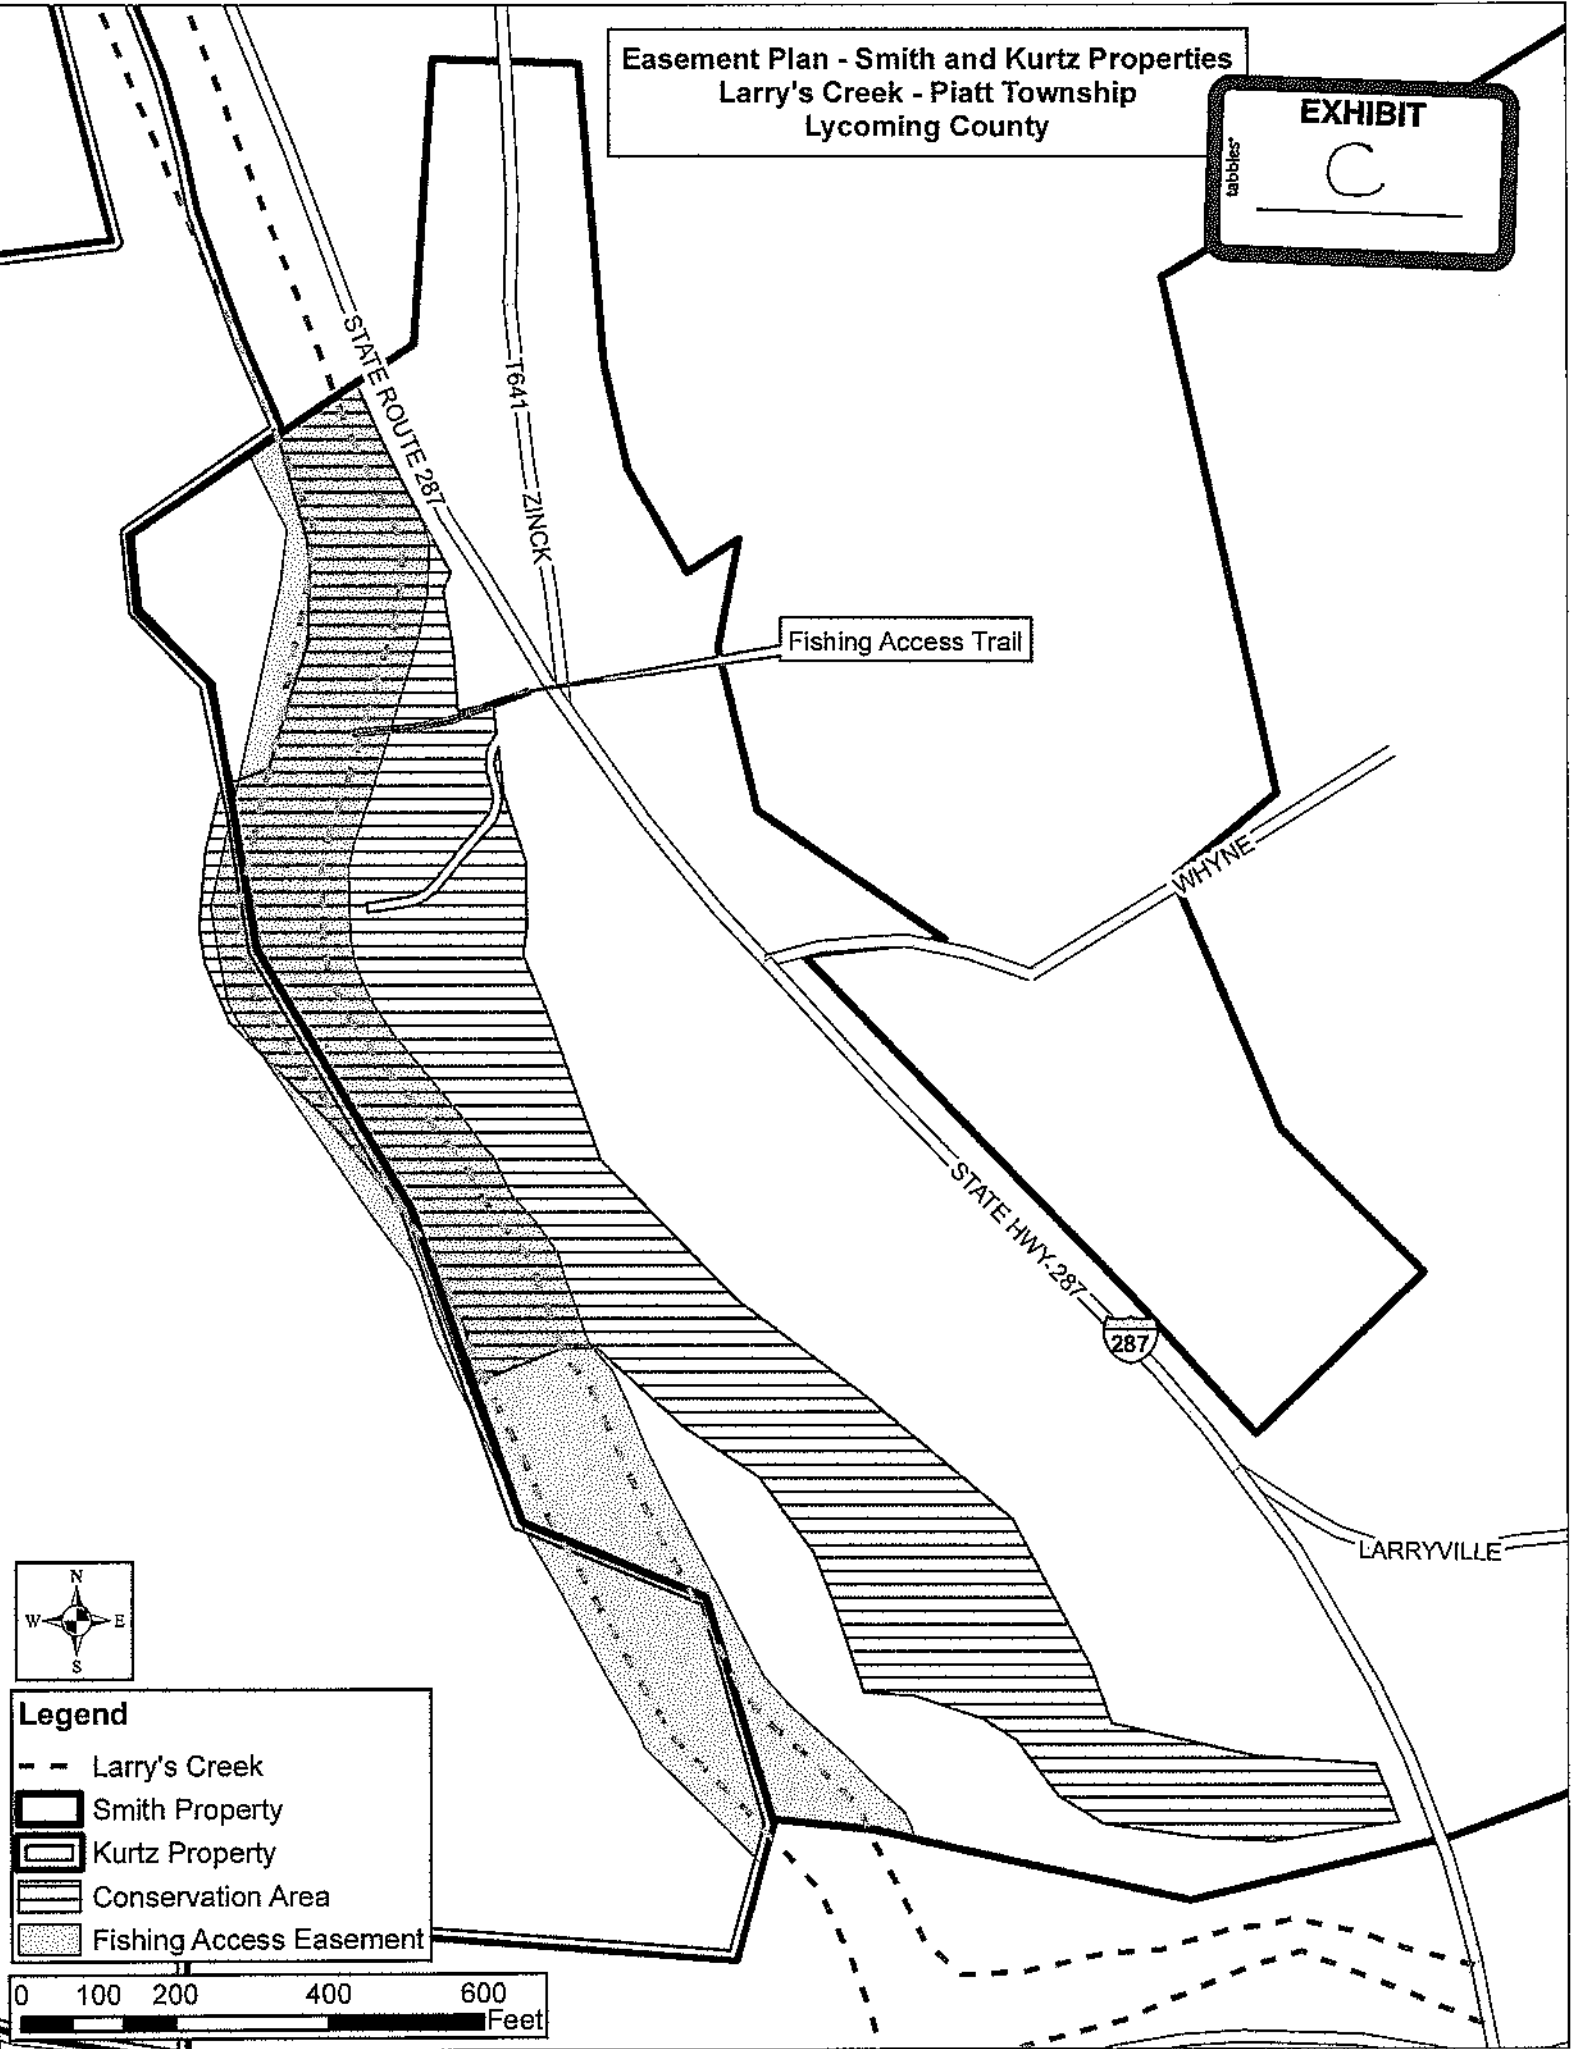 Easement Plan - Smith and Kurtz Properties
Larry's Creek - Piatt Township
Lycoming County
EXHIBIT
C
tabbies®
STATE ROUTE 287
T641
ZINCK
Fishing Access Trail
WHYNE
STATE HWY-287
287
LARRYVILLE
N
W E
S
Legend
Larry's Creek
Smith Property
Kurtz Property
Conservation Area
Fishing Access Easement
0 100 200 400 600
Feet